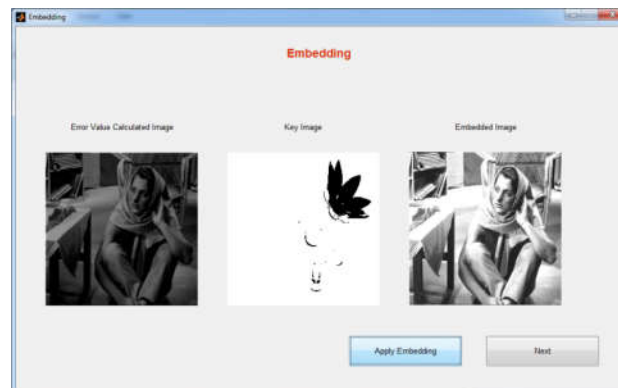 Embedding
Embedding
Error Value Calculated Image
Key Image
Embedded Image
Apply Embedding
Next